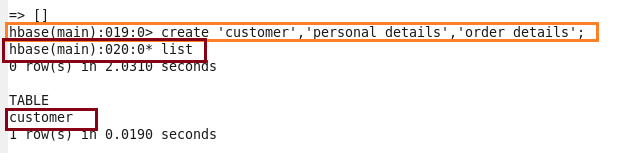 => []
hbase(main):019:0> create 'customer','personal details','order details';
hbase(main):020:0* list
0 row(s) in 2.0310 seconds
TABLE
customer
1 row(s) in 0.0190 seconds